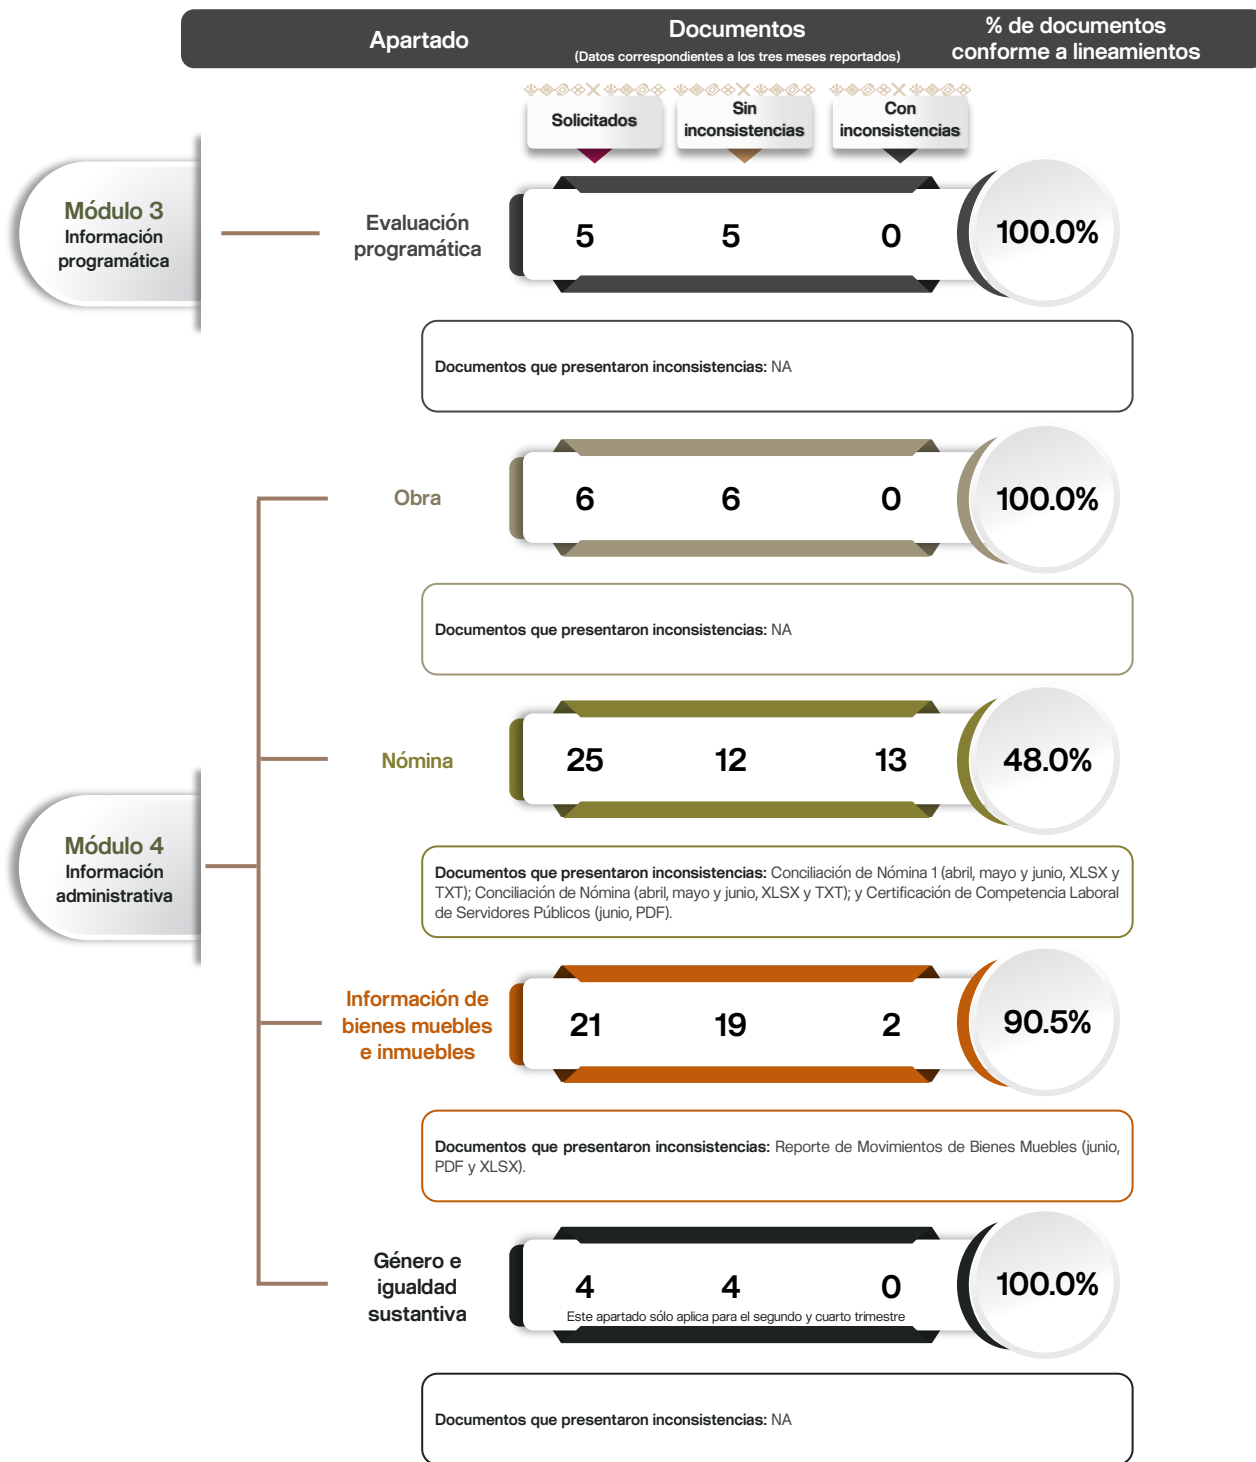 Apartado
Documentos
(Datos correspondientes a los tres meses reportados)
% de documentos
conforme a lineamientos
Solicitados
Sin
inconsistencias
Con
inconsistencias
Módulo 3
Información
programática
Evaluación
programática
5 5 0 100.0%
Documentos que presentaron inconsistencias: NA
Obra
6 6 0 100.0%
Documentos que presentaron inconsistencias: NA
Nómina
25 12 13 48.0%
Módulo 4
Información
administrativa
Documentos que presentaron inconsistencias: Conciliación de Nómina 1 (abril, mayo y junio, XLSX y
TXT); Conciliación de Nómina (abril, mayo y junio, XLSX y TXT); y Certificación de Competencia Laboral
de Servidores Públicos (junio, PDF).
Información de
bienes muebles
e inmuebles
21 19 2 90.5%
Documentos que presentaron inconsistencias: Reporte de Movimientos de Bienes Muebles (junio,
PDF y XLSX).
Género e
igualdad
sustantiva
4 4 0 100.0%
Este apartado sólo aplica para el segundo y cuarto trimestre
Documentos que presentaron inconsistencias: NA